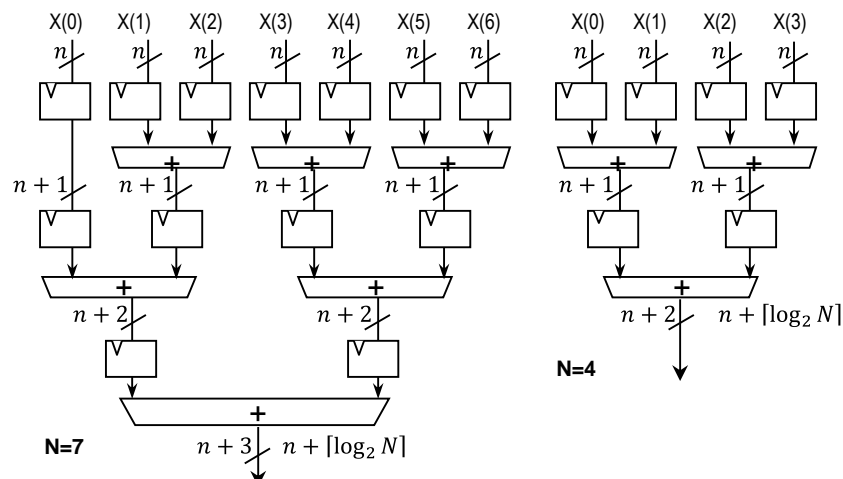 X(0) X(1) X(2) X(3) X(4) X(5) X(6) X(0) X(1) X(2) X(3)
n n n n n n n n n n n
+ + + + +
n + 1 n + 1 n + 1 n + 1 n + 1 n + 1
+ + +
n + 2 n + 2 n + 2 n + ⌈log₂ N⌉
N=4
+
N=7 n + 3 n + ⌈log₂ N⌉